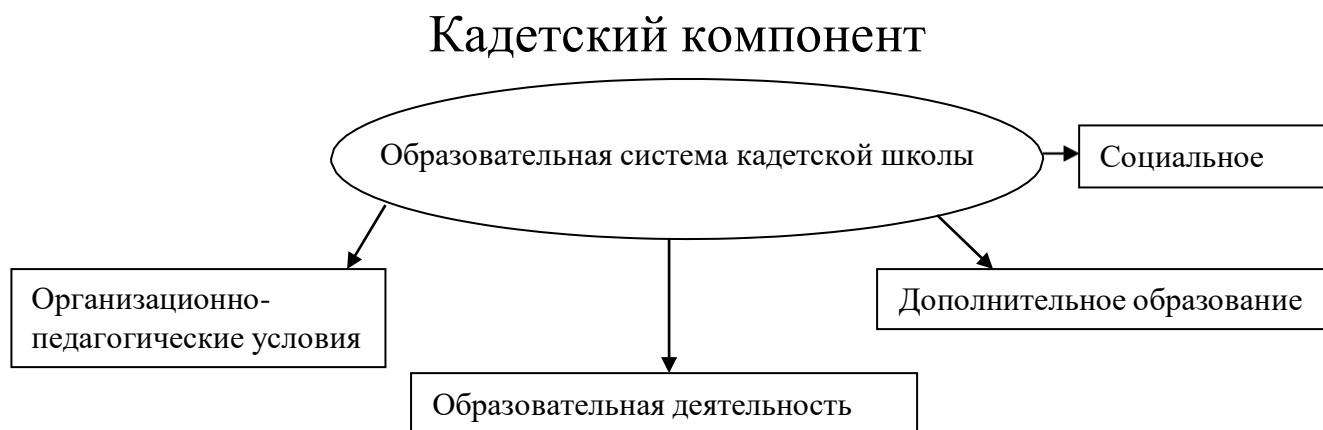 Кадетский компонент
Образовательная система кадетской школы
Социальное
Организационно-
педагогические условия
Дополнительное образование
Образовательная деятельность